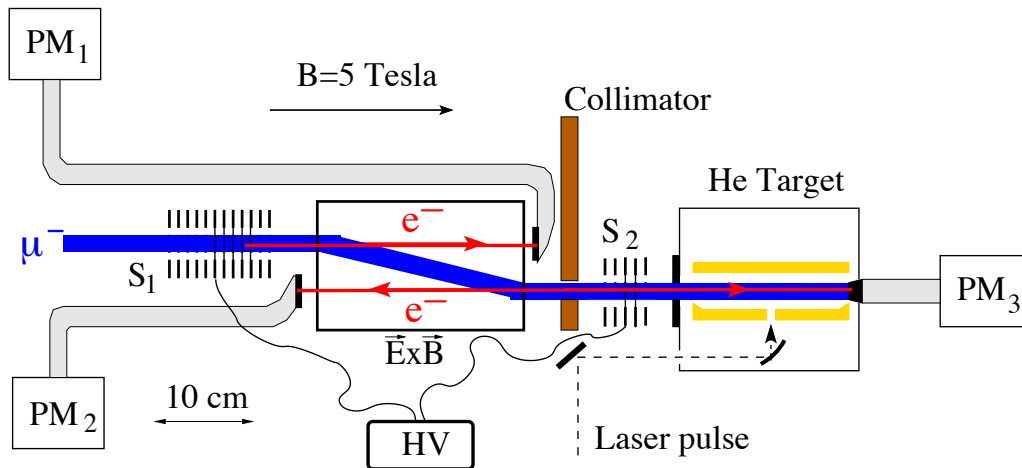 PM1
B=5 Tesla
Collimator
He Target
e−
μ−
S1
S2
e−
ExB
PM3
10 cm
PM2
HV
Laser pulse